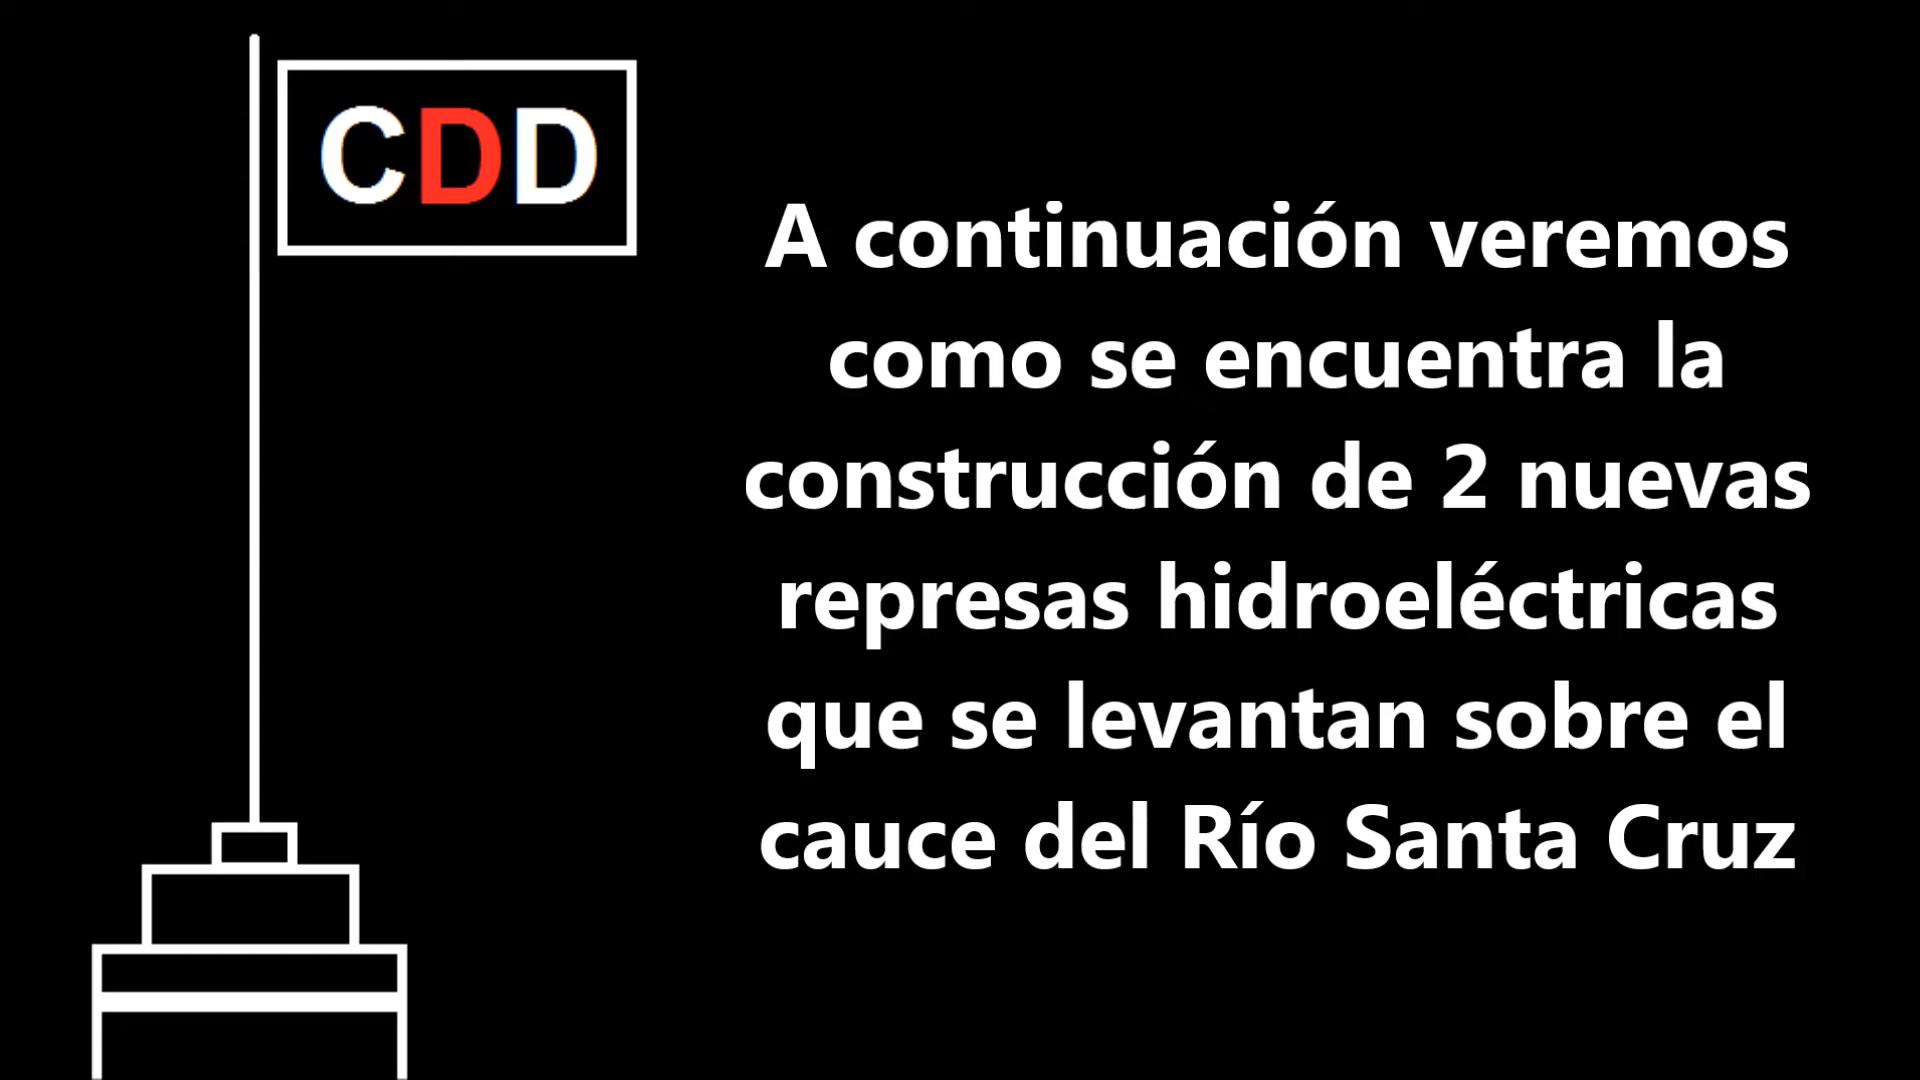 CDD
A continuación veremos
como se encuentra la
construcción de 2 nuevas
represas hidroeléctricas
que se levantan sobre el
cauce del Río Santa Cruz